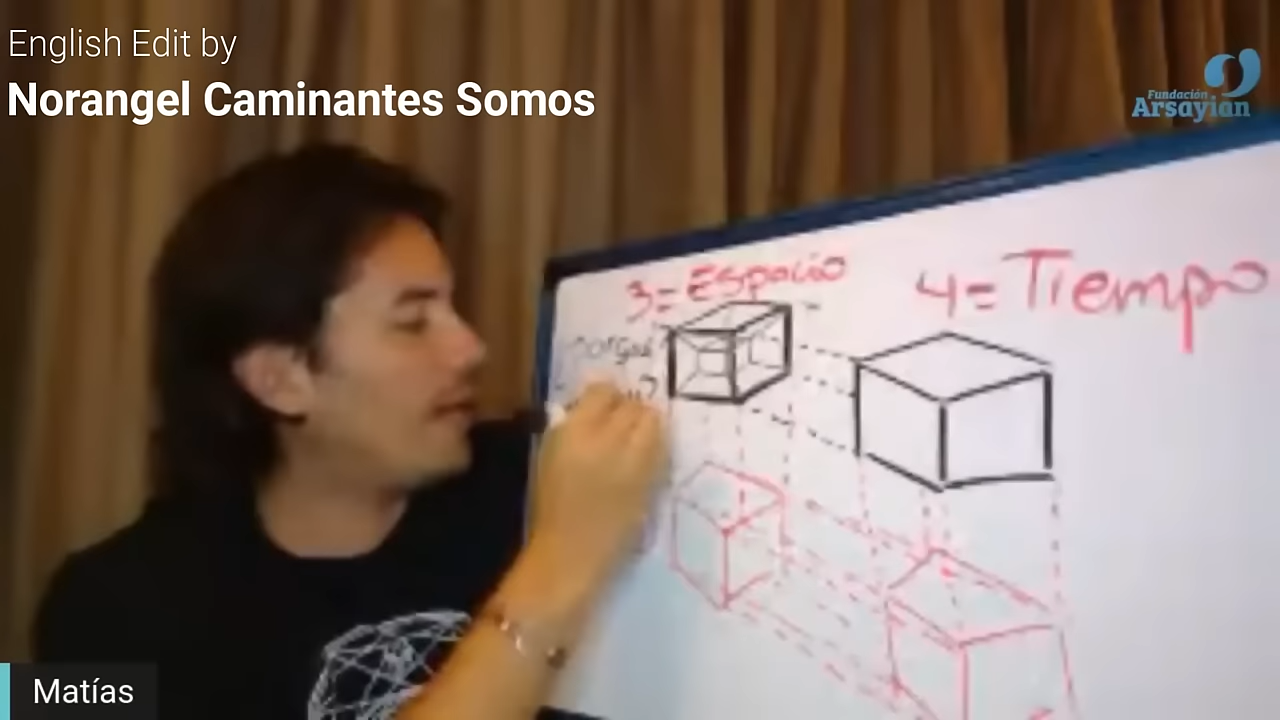 English Edit by
Norangel Caminantes Somos
Fundación
Arsayian
3= Espacio
4= Tiempo
Matías